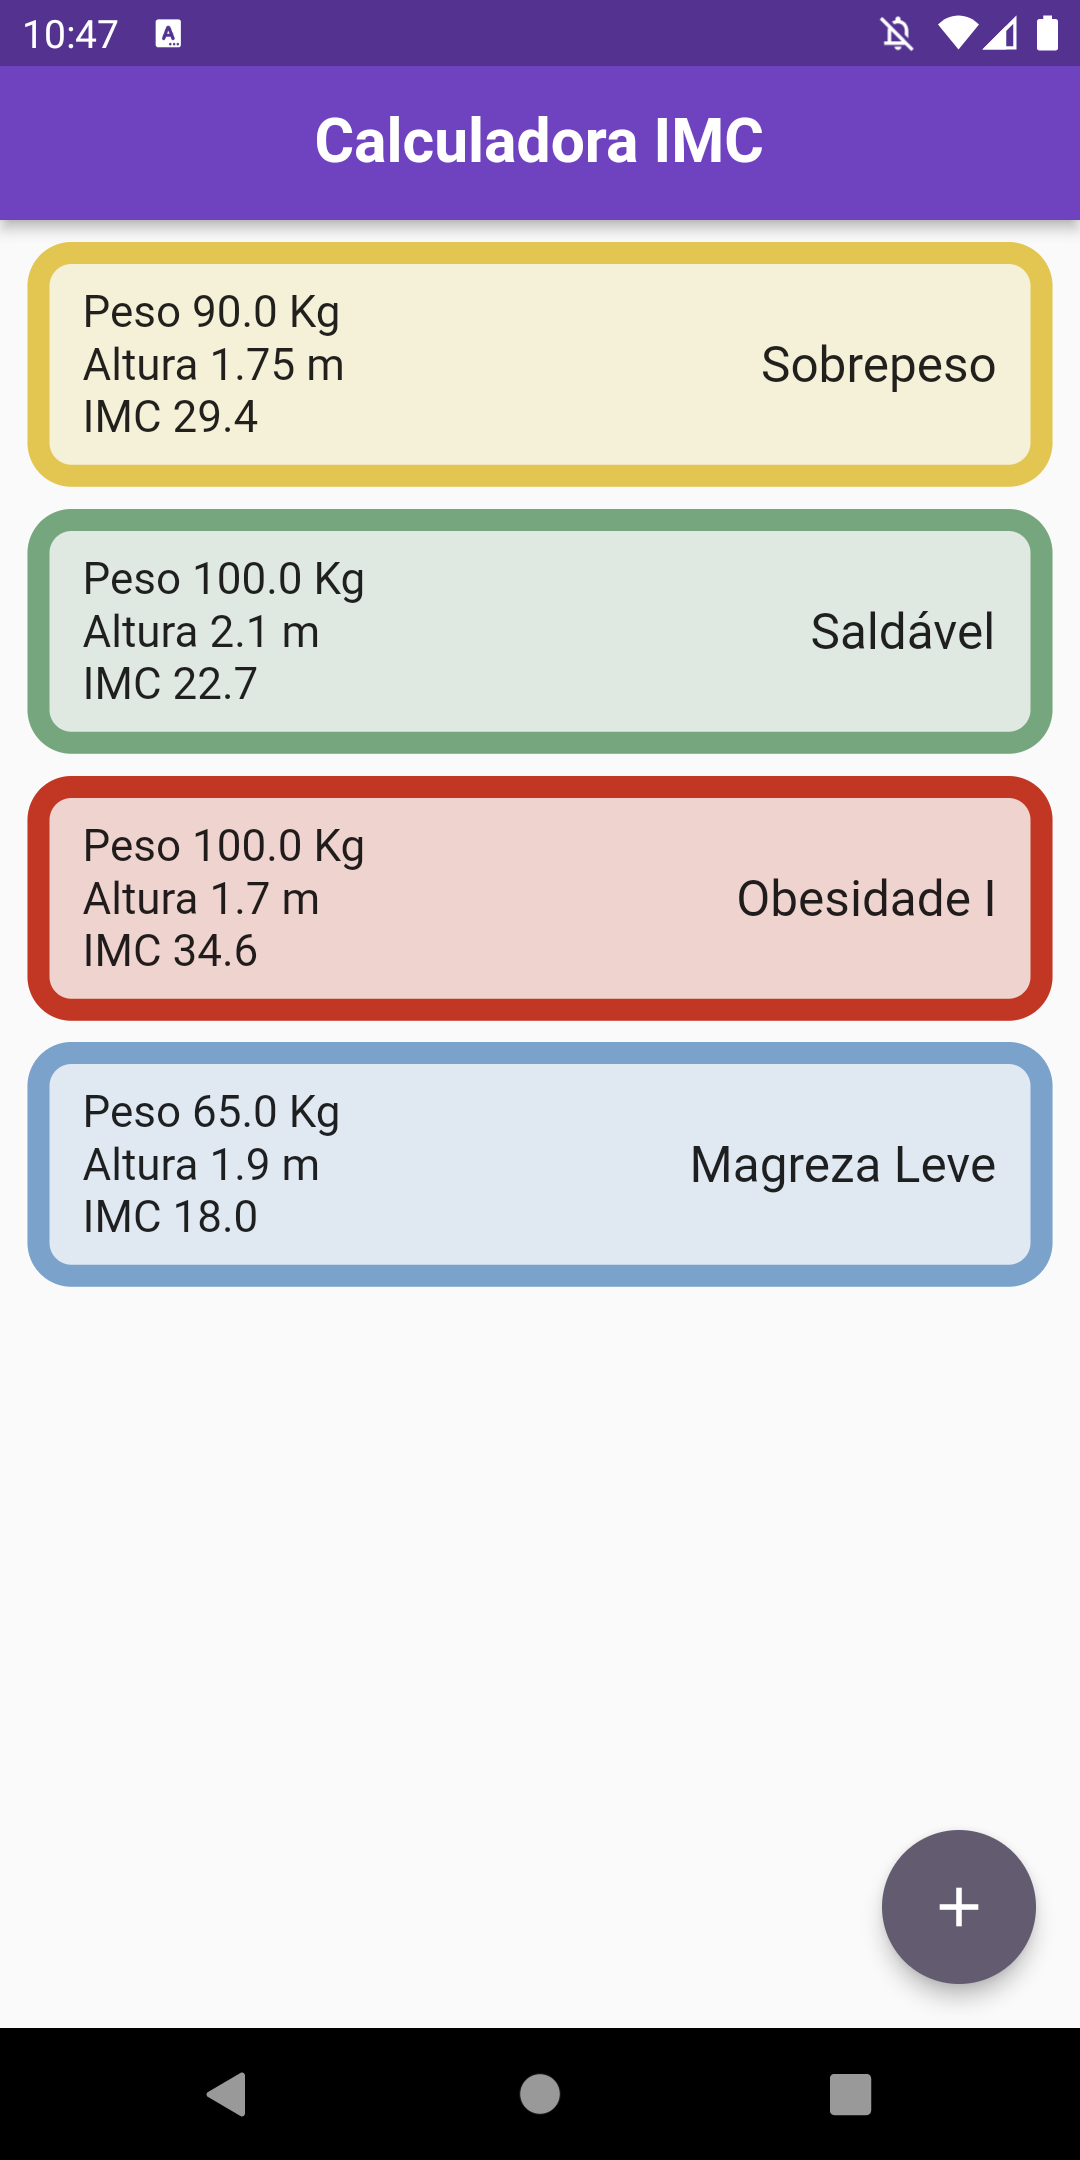 10:47
Calculadora IMC
Peso 90.0 Kg
Altura 1.75 m
IMC 29.4
Sobrepeso
Peso 100.0 Kg
Altura 2.1 m
IMC 22.7
Saldável
Peso 100.0 Kg
Altura 1.7 m
IMC 34.6
Obesidade I
Peso 65.0 Kg
Altura 1.9 m
IMC 18.0
Magreza Leve